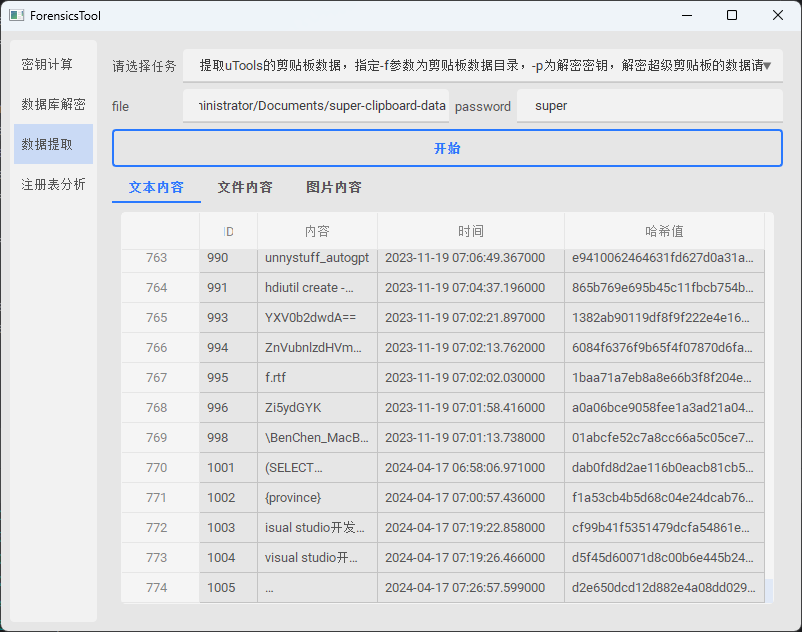 ForensicsTool
密钥计算
数据库解密
数据提取
注册表分析
请选择任务 提取uTools的剪贴板数据，指定-f参数为剪贴板数据目录，-p为解密密钥，解密超级剪贴板的数据请
file ninistrator/Documents/super-clipboard-data password super
开始
文本内容 文件内容 图片内容
ID 内容 时间 哈希值
763 990 unnystuff_autogpt 2023-11-19 07:06:49.367000 e9410062464631fd627d0a31a...
764 991 hdiutil create -... 2023-11-19 07:04:37.196000 865b769e695b45c11fbcb754b...
765 993 YXV0b2dwdA== 2023-11-19 07:02:21.897000 1382ab90119df8f9f222e4e16...
766 994 ZnVubnlzdHVm... 2023-11-19 07:02:13.762000 6084f6376f9b65f4f07870d6fa...
767 995 f.rtf 2023-11-19 07:02:02.030000 1baa71a7eb8a8e66b3f8f204e...
768 996 Zi5ydGYK 2023-11-19 07:01:58.416000 a0a06bce9058fee1a3ad21a04...
769 998 \BenChen_MacB... 2023-11-19 07:01:13.738000 01abcfe52c7a8cc66a5c05ce7...
770 1001 (SELECT... 2024-04-17 06:58:06.971000 dab0fd8d2ae116b0eacb81cb5...
771 1002 {province} 2024-04-17 07:00:57.436000 f1a53cb4b5d68c04e24dcab76...
772 1003 isual studio开发... 2024-04-17 07:19:22.858000 cf99b41f5351479dcfa54861e...
773 1004 visual studio开... 2024-04-17 07:19:26.466000 d5f45d60071d8c00b6e445b24...
774 1005 ... 2024-04-17 07:26:57.599000 d2e650dcd12d882e4a08dd029...